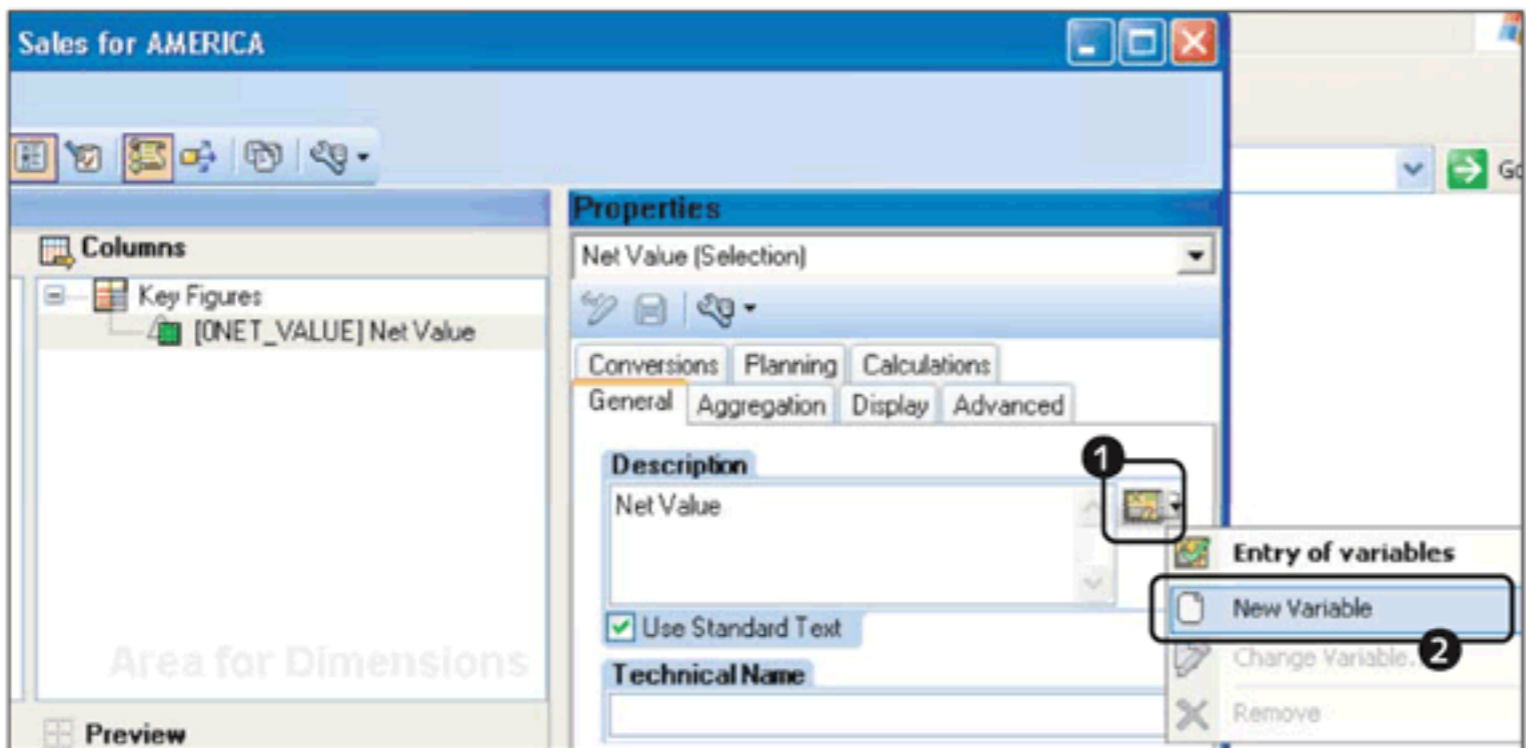 Sales for AMERICA
Go
Properties
Columns
Net Value (Selection)
Key Figures
[0NET_VALUE] Net Value
Conversions Planning Calculations
General Aggregation Display Advanced
Description
1
Net Value
Entry of variables
New Variable
Use Standard Text
Change Variable...
2
Area for Dimensions
Technical Name
Remove
Preview